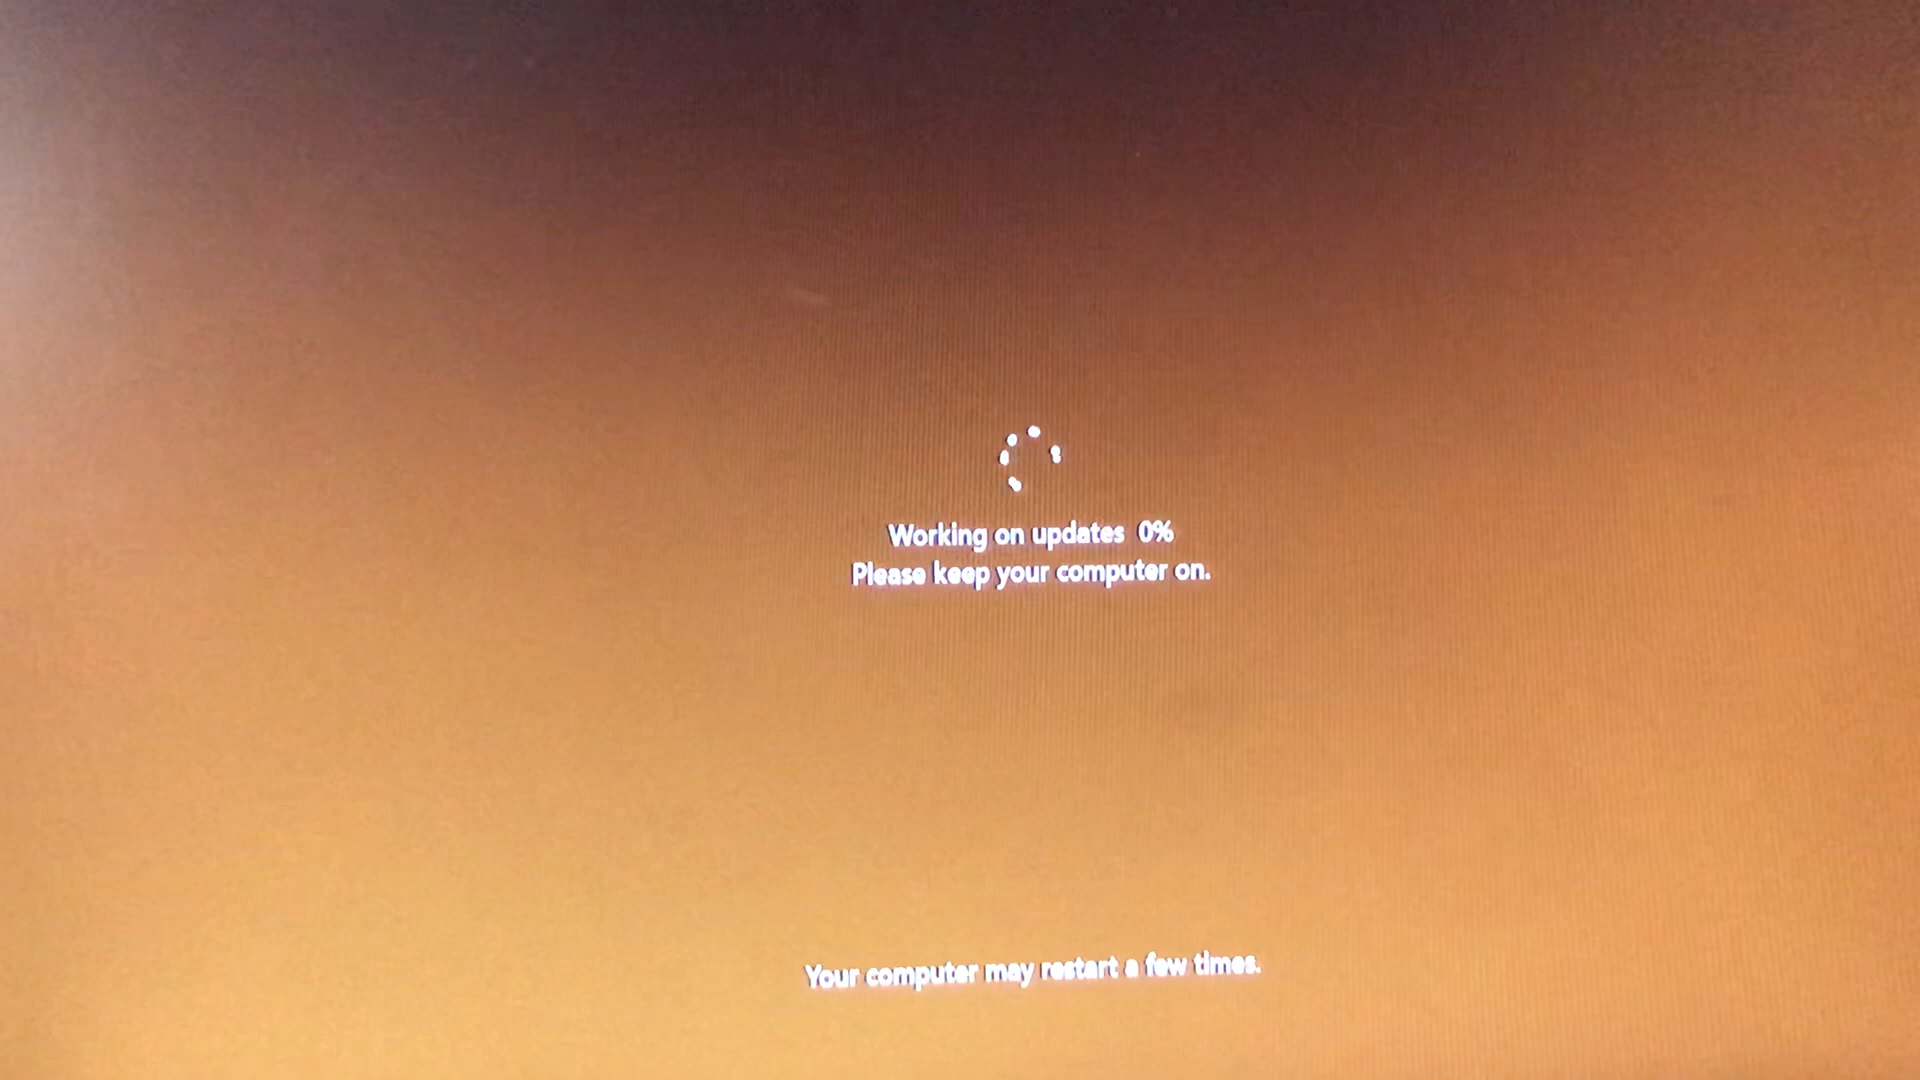 Working on updates 0%
Please keep your computer on.
Your computer may restart a few times.